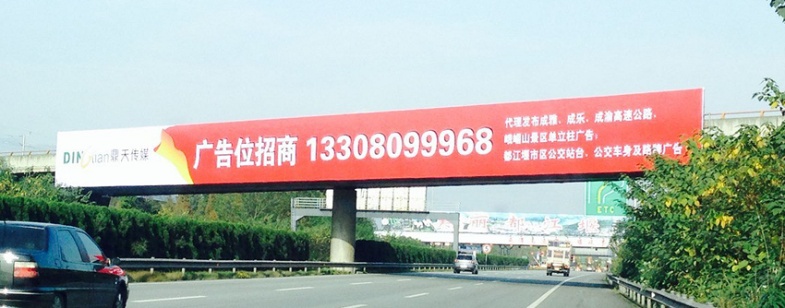 DINGTian鼎天传媒
广告位招商 13308099968
代理发布成雅、成乐、成渝高速公路,
峨嵋山景区单立柱广告;
都江堰市区公交站台、公交车身及路牌广告
ETC